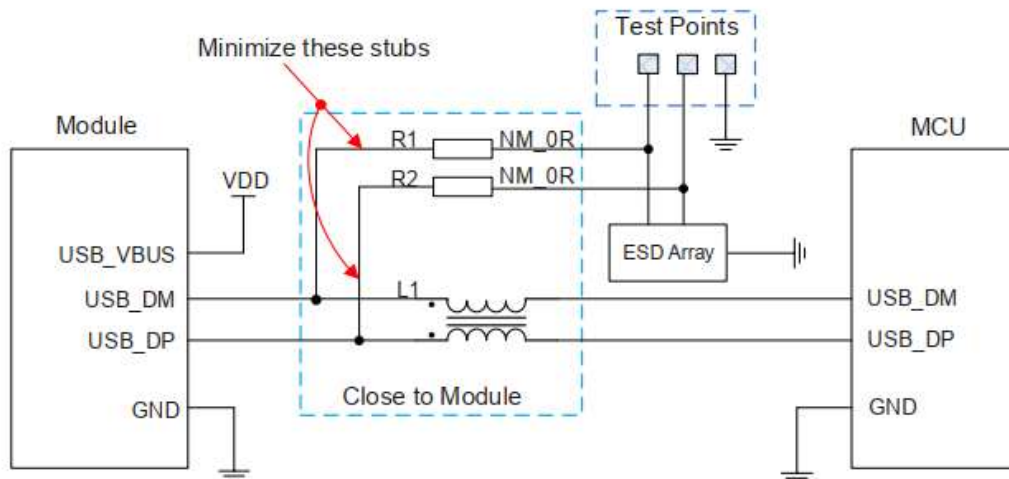 Test Points
Minimize these stubs
Module
MCU
R1 NM_0R
R2 NM_0R
VDD
ESD Array
USB_VBUS
USB_DM L1 USB_DM
USB_DP USB_DP
Close to Module
GND GND